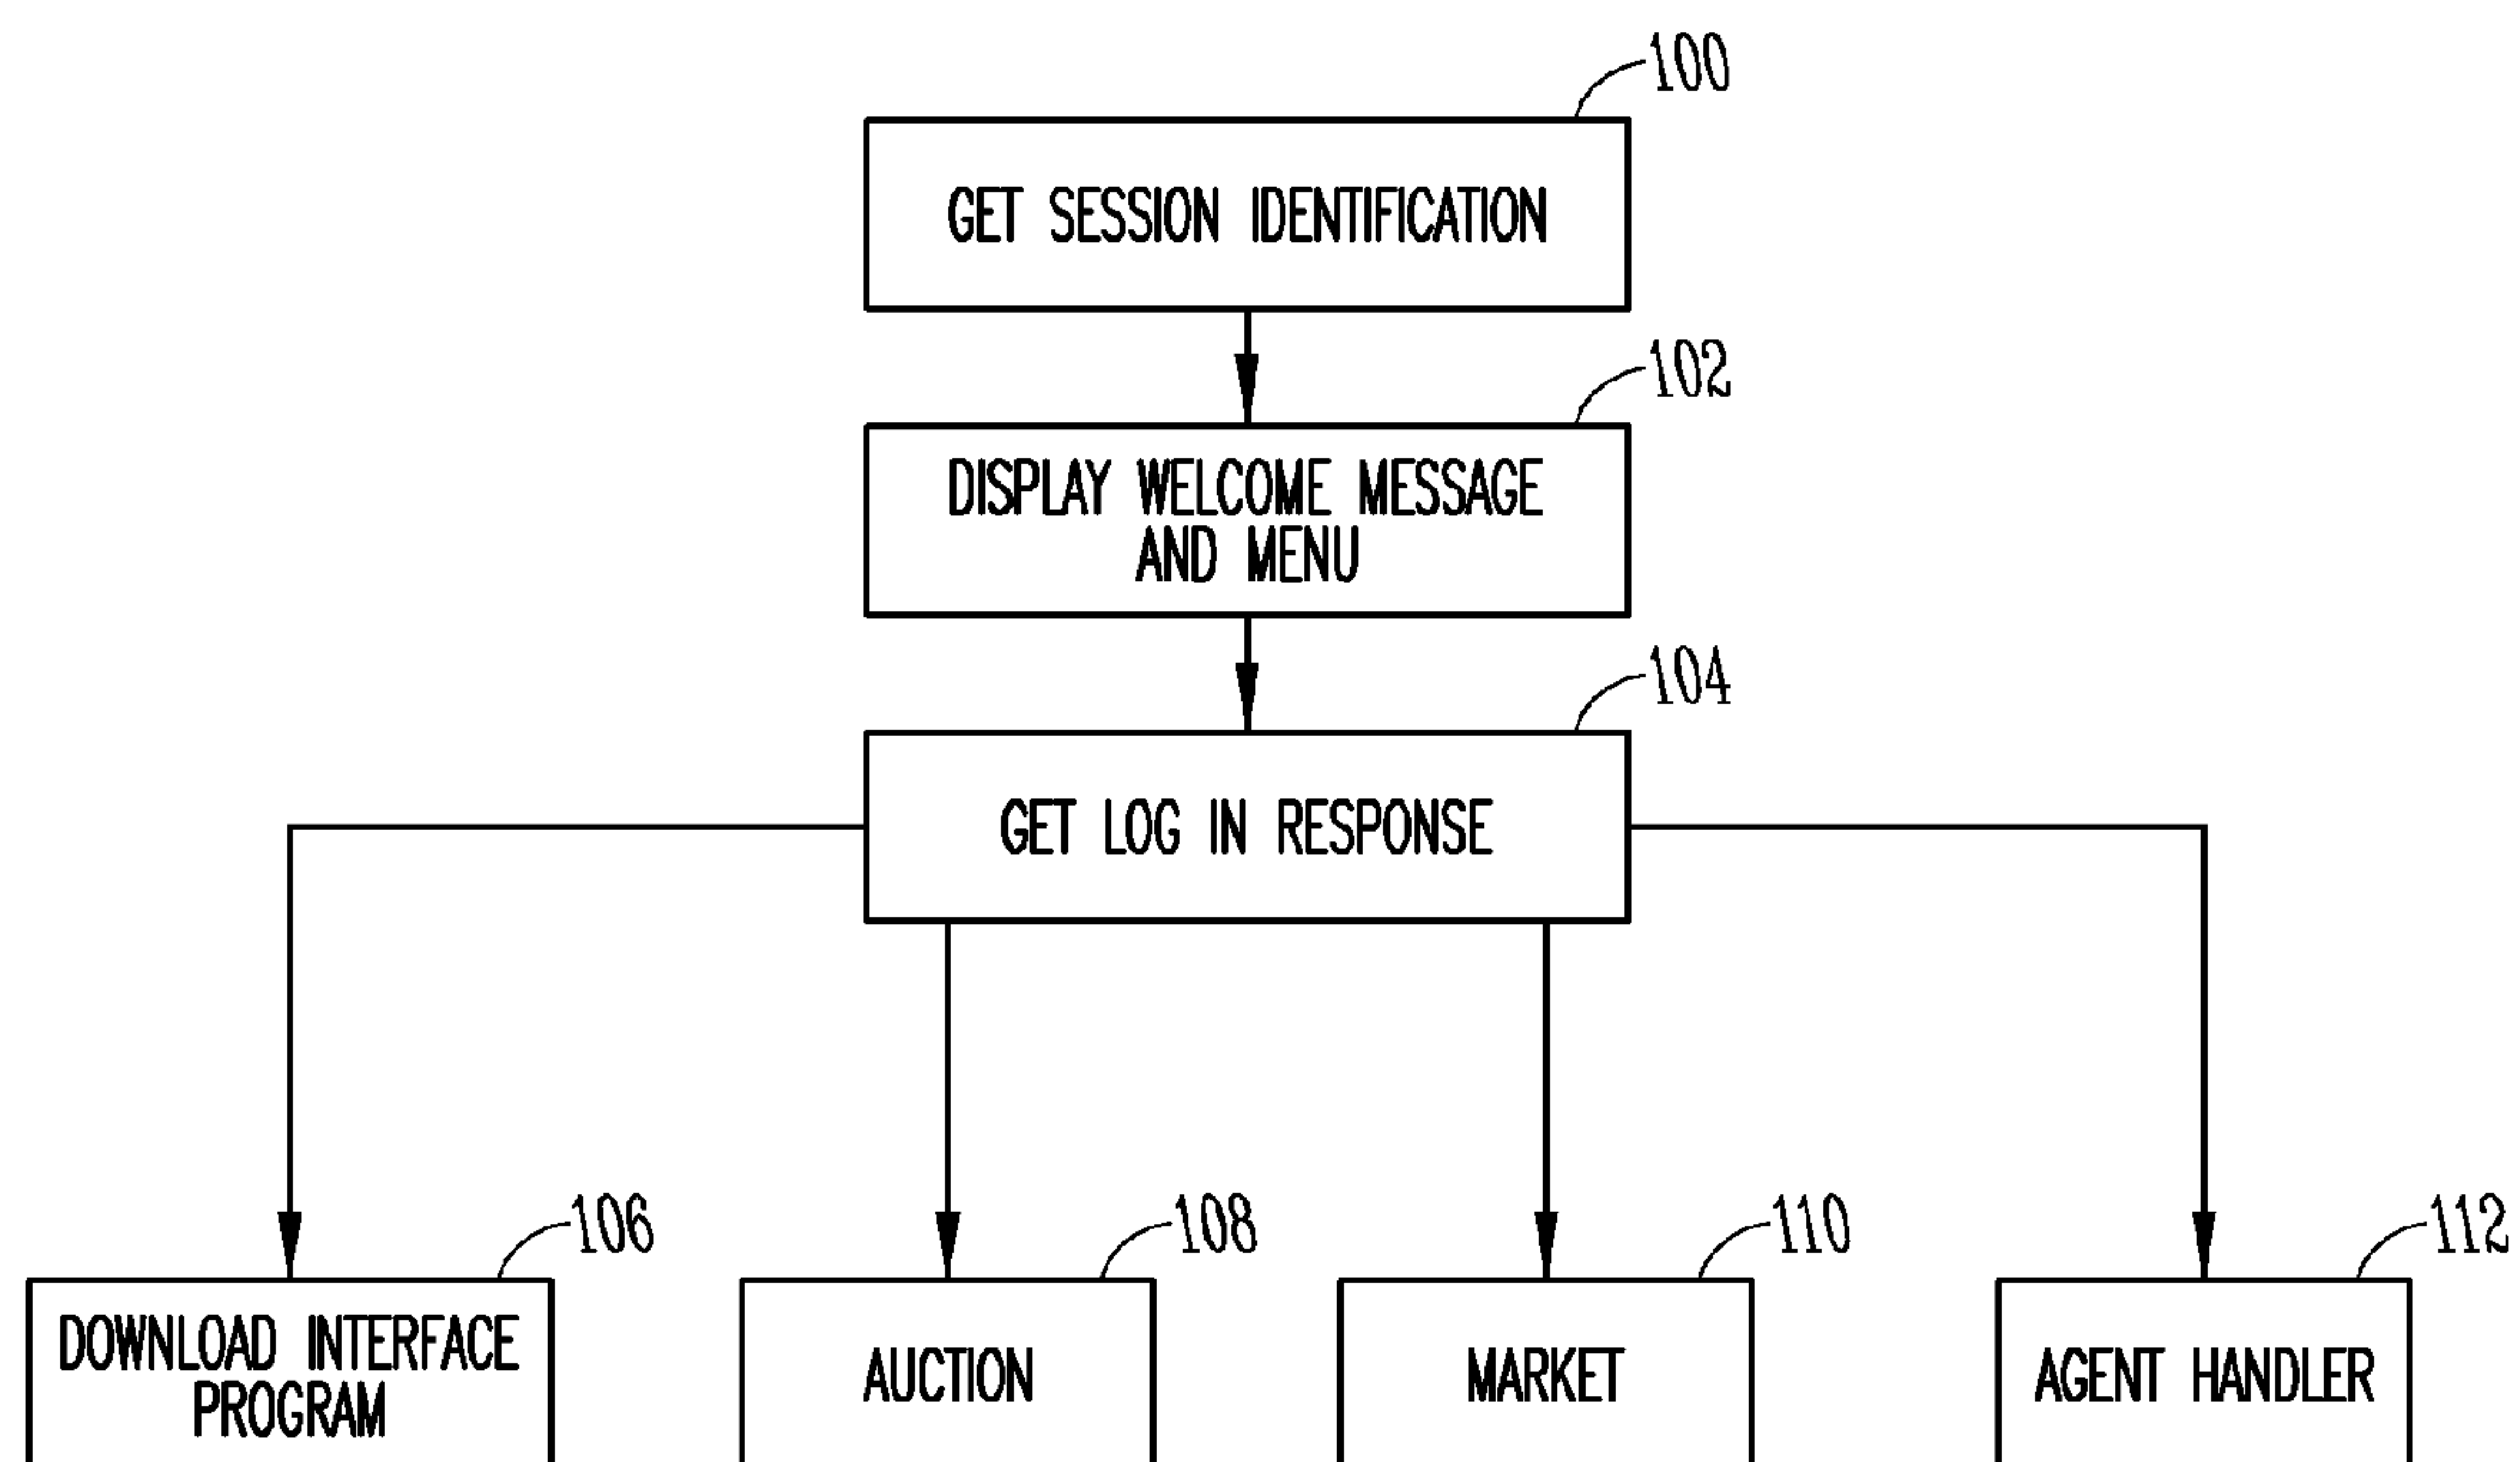 100
GET SESSION IDENTIFICATION
102
DISPLAY WELCOME MESSAGE
AND MENU
104
GET LOG IN RESPONSE
106
108
110
112
DOWNLOAD INTERFACE
PROGRAM
AUCTION
MARKET
AGENT HANDLER